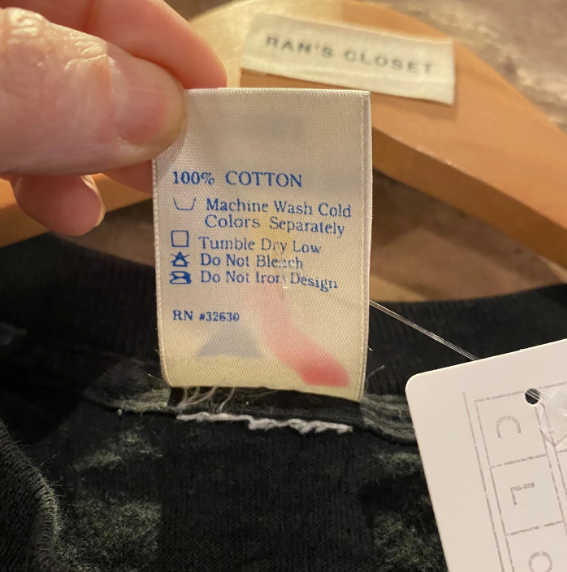 RAN'S CLOSET
100% COTTON
Machine Wash Cold
Colors Separately
Tumble Dry Low
Do Not Bleach
Do Not Iron Design
RN #32630
C
L
O